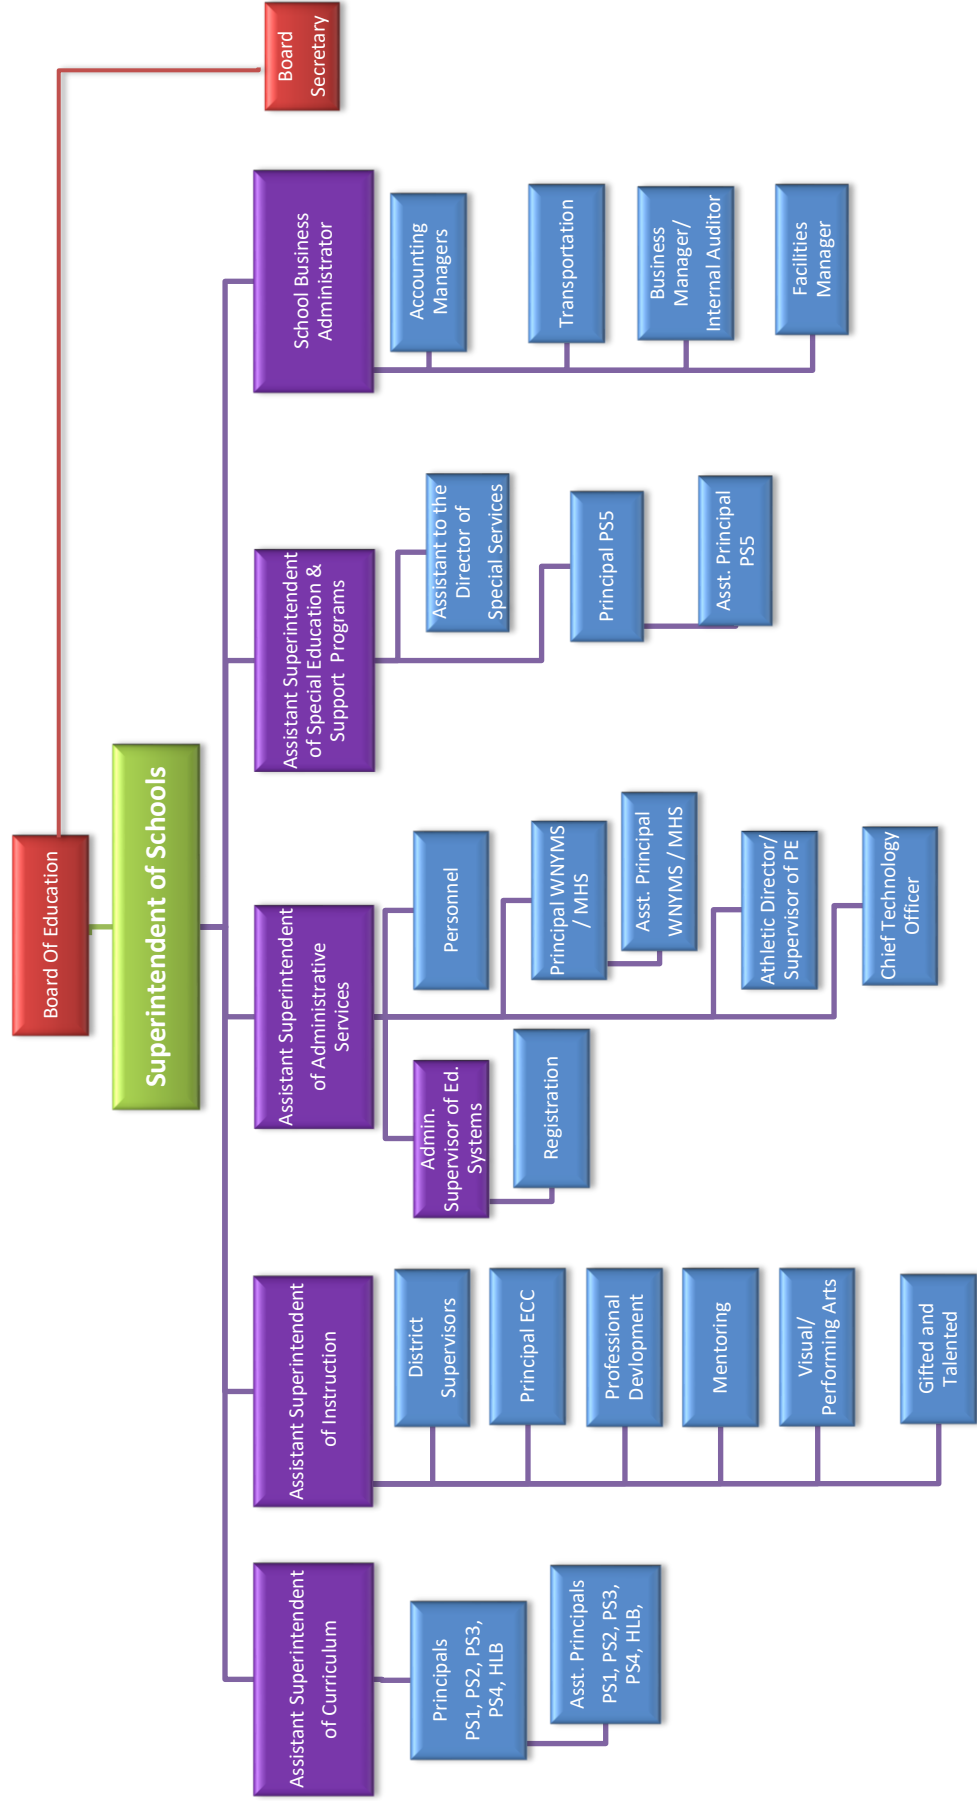 Board Of Education
Superintendent of Schools
Board
Secretary
Assistant Superintendent
of Curriculum
Principals
PS1, PS2, PS3,
PS4, HLB
Asst. Principals
PS1, PS2, PS3,
PS4, HLB,
Assistant Superintendent
of Instruction
District
Supervisors
Principal ECC
Professional
Devlopment
Mentoring
Visual/
Performing Arts
Gifted and
Talented
Assistant Superintendent
of Administrative
Services
Admin.
Supervisor of Ed.
Systems
Registration
Personnel
Principal WNYMS
/ MHS
Asst. Principal
WNYMS / MHS
Athletic Director/
Supervisor of PE
Chief Technology
Officer
Assistant Superintendent
of Special Education &
Support Programs
Assistant to the
Director of
Special Services
Principal PS5
Asst. Principal
PS5
School Business
Administrator
Accounting
Managers
Transportation
Business
Manager/
Internal Auditor
Facilities
Manager